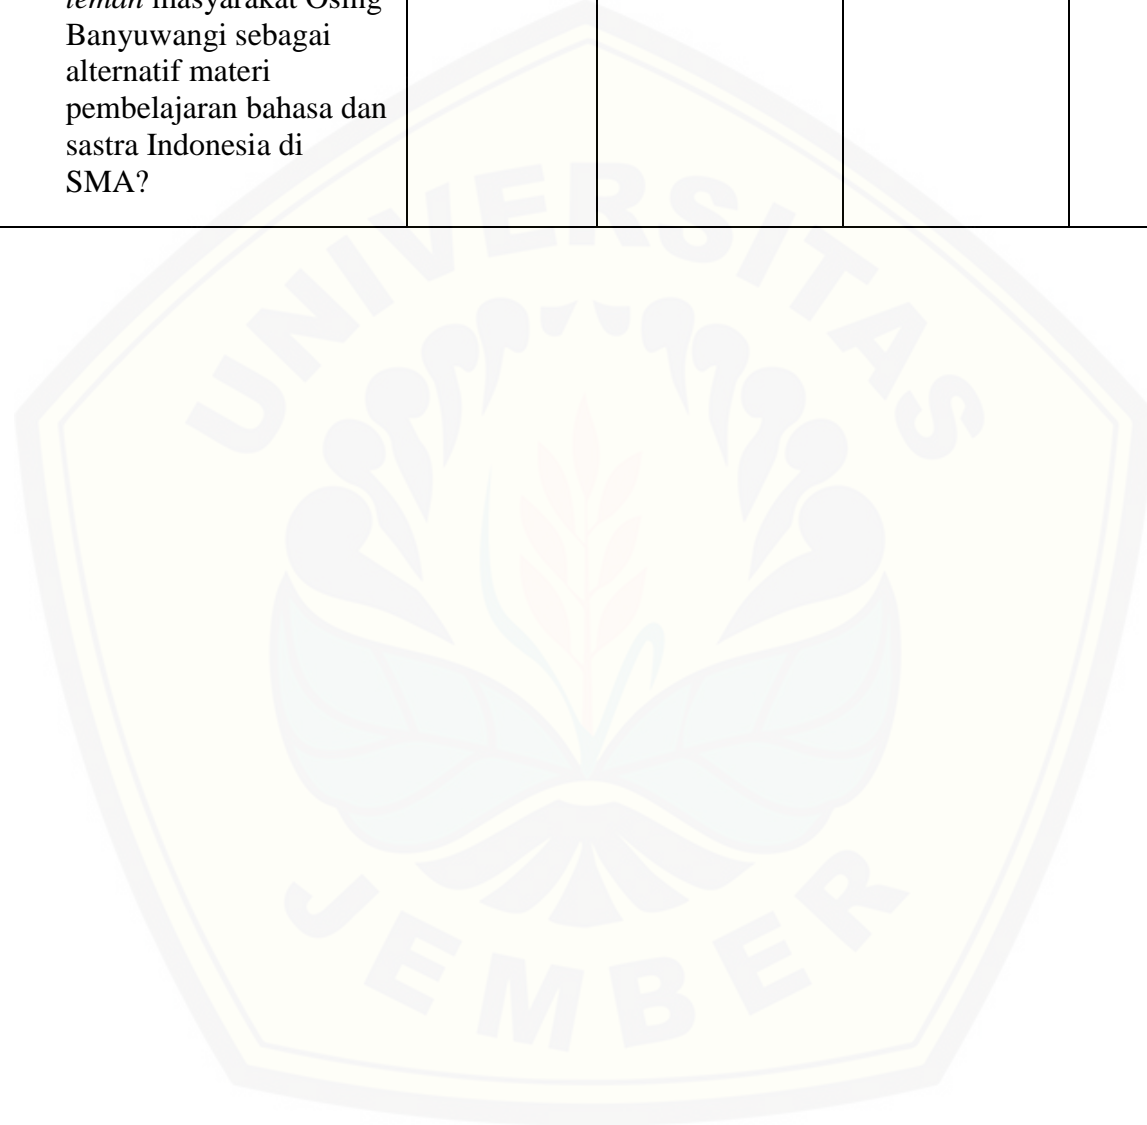 masyarakat Osing
Banyuwangi sebagai
alternatif materi
pembelajaran bahasa dan
sastra Indonesia di
SMA?
UNIVERSITAS
JEMBER